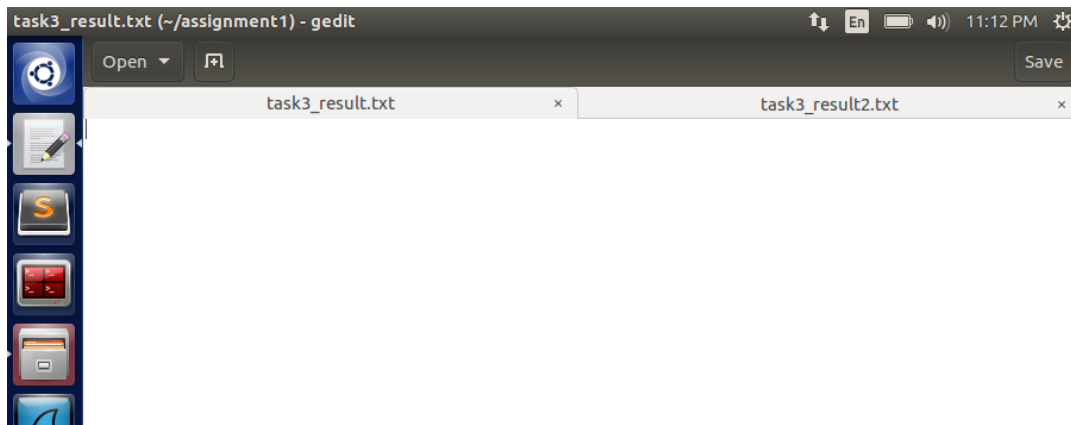 task3_result.txt (~/assignment1) - gedit
En
11:12 PM
Open
Save
task3_result.txt
×
task3_result2.txt
×
S
>_ >_
>_ >_